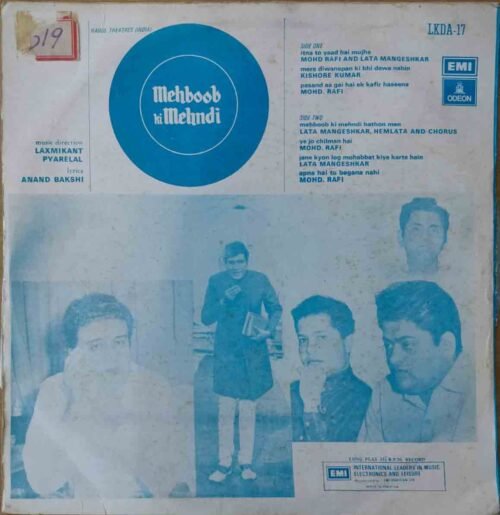 019
RAHUL THEATRES (INDIA)
LKDA-17
Mehboob
ki Mehndi
music direction
LAXMIKANT
PYARELAL
lyrics
ANAND BAKSHI
SIDE ONE
itna to yaad hai mujhe
MOHD RAFI AND LATA MANGESHKAR
mere diwanapan ki bhi dawa nahin
KISHORE KUMAR
pasand aa gai hai ek kafir haseena
MOHD. RAFI
EMI
ODEON
SIDE TWO
mehboob ki mehndi hathon men
LATA MANGESHKAR, HEMLATA AND CHORUS
ye jo chilman hai
MOHD. RAFI
jane kyon log mohabbat kiya karte hain
LATA MANGESHKAR
apna hai tu begana nahi
MOHD. RAFI
LONG PLAY 33⅓ R.P.M. RECORD
EMI
INTERNATIONAL LEADERS IN MUSIC,
ELECTRONICS AND LEISURE